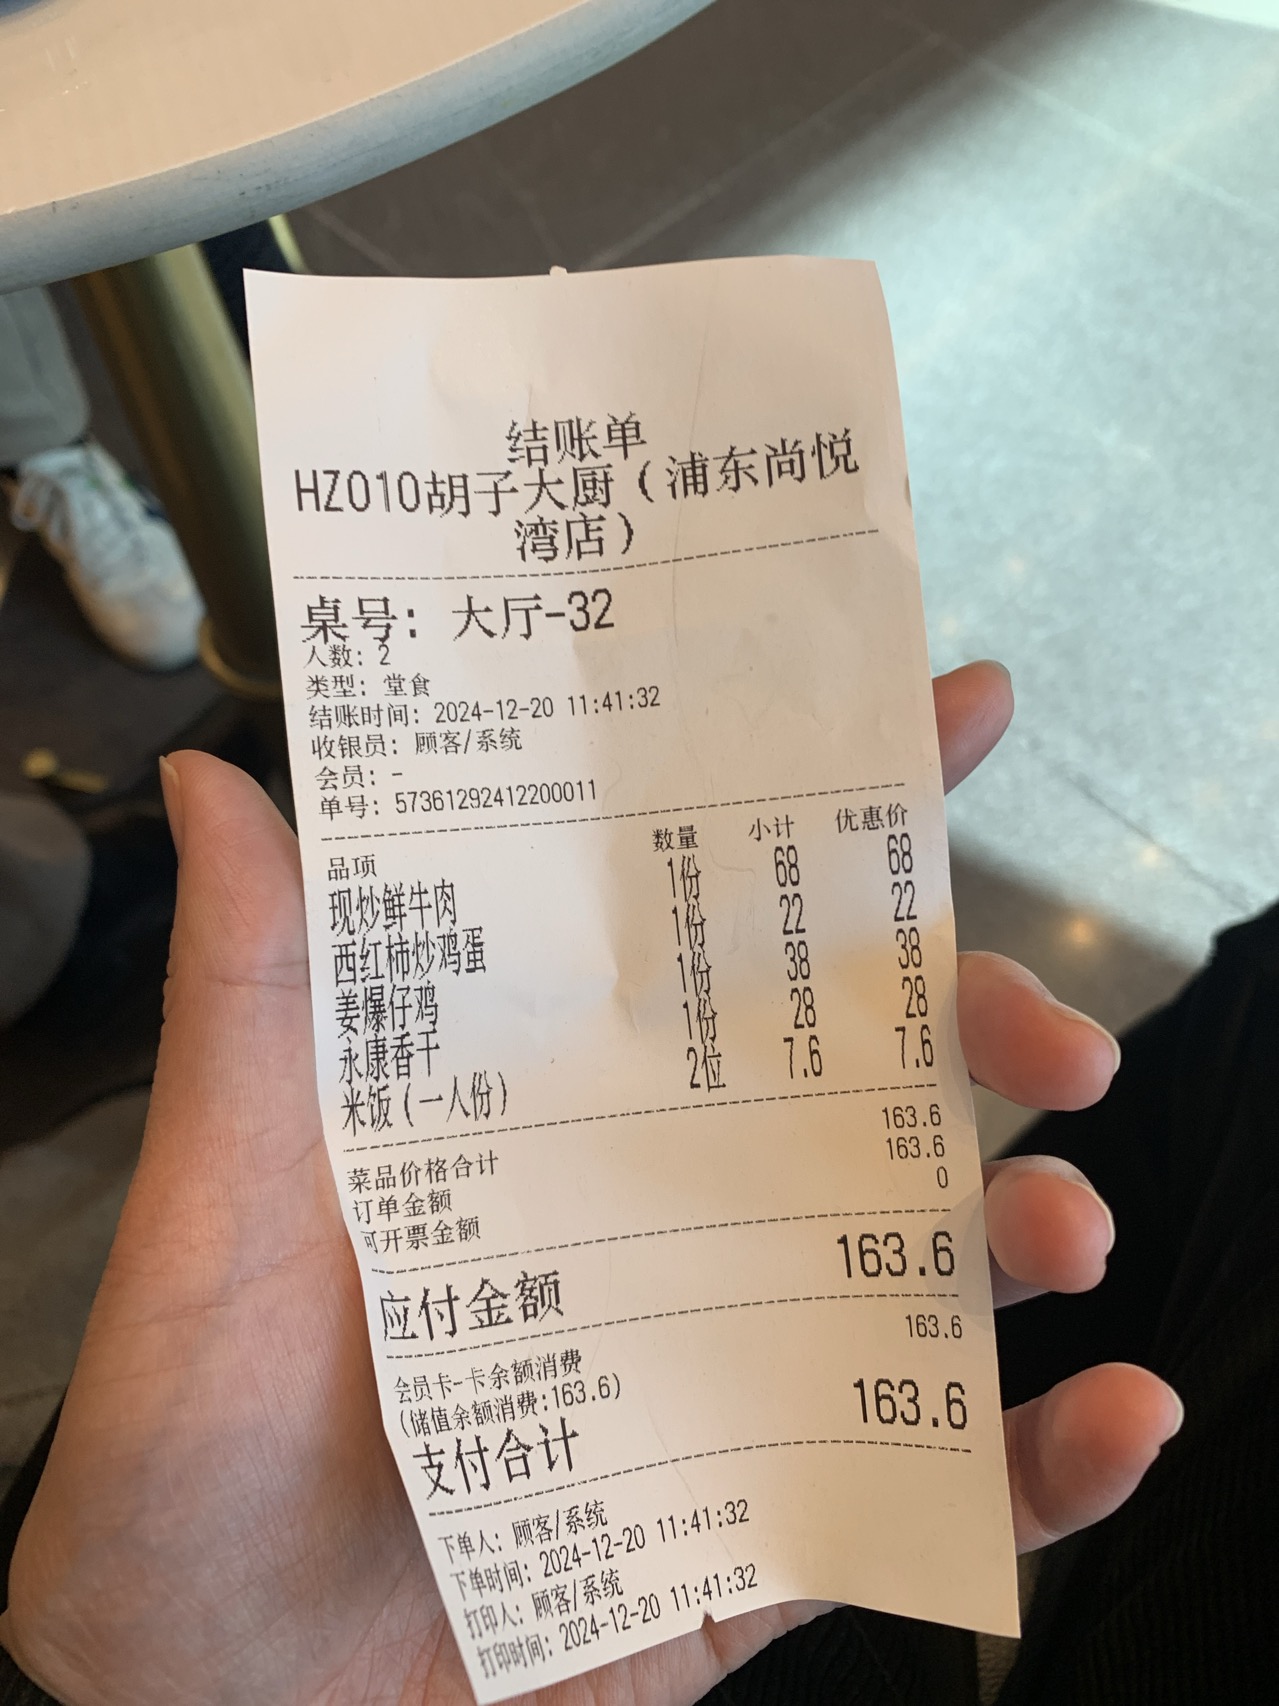 结账单
HZ010胡子大厨(浦东尚悦
湾店)
桌号: 大厅-32
人数: 2
类型: 堂食
结账时间: 2024-12-20 11:41:32
收银员: 顾客/系统
会员: -
单号: 57361292412200011
品项 数量 小计 优惠价
现炒鲜牛肉 1份 68 68
西红柿炒鸡蛋 1份 22 22
姜爆仔鸡 1份 38 38
永康香干 1份 28 28
米饭(一人份) 2位 7.6 7.6
菜品价格合计 163.6
订单金额 163.6
可开票金额 0
应付金额 163.6
会员卡-卡余额消费 163.6
(储值余额消费:163.6)
支付合计 163.6
下单人: 顾客/系统
下单时间: 2024-12-20 11:41:32
打印人: 顾客/系统
打印时间: 2024-12-20 11:41:32